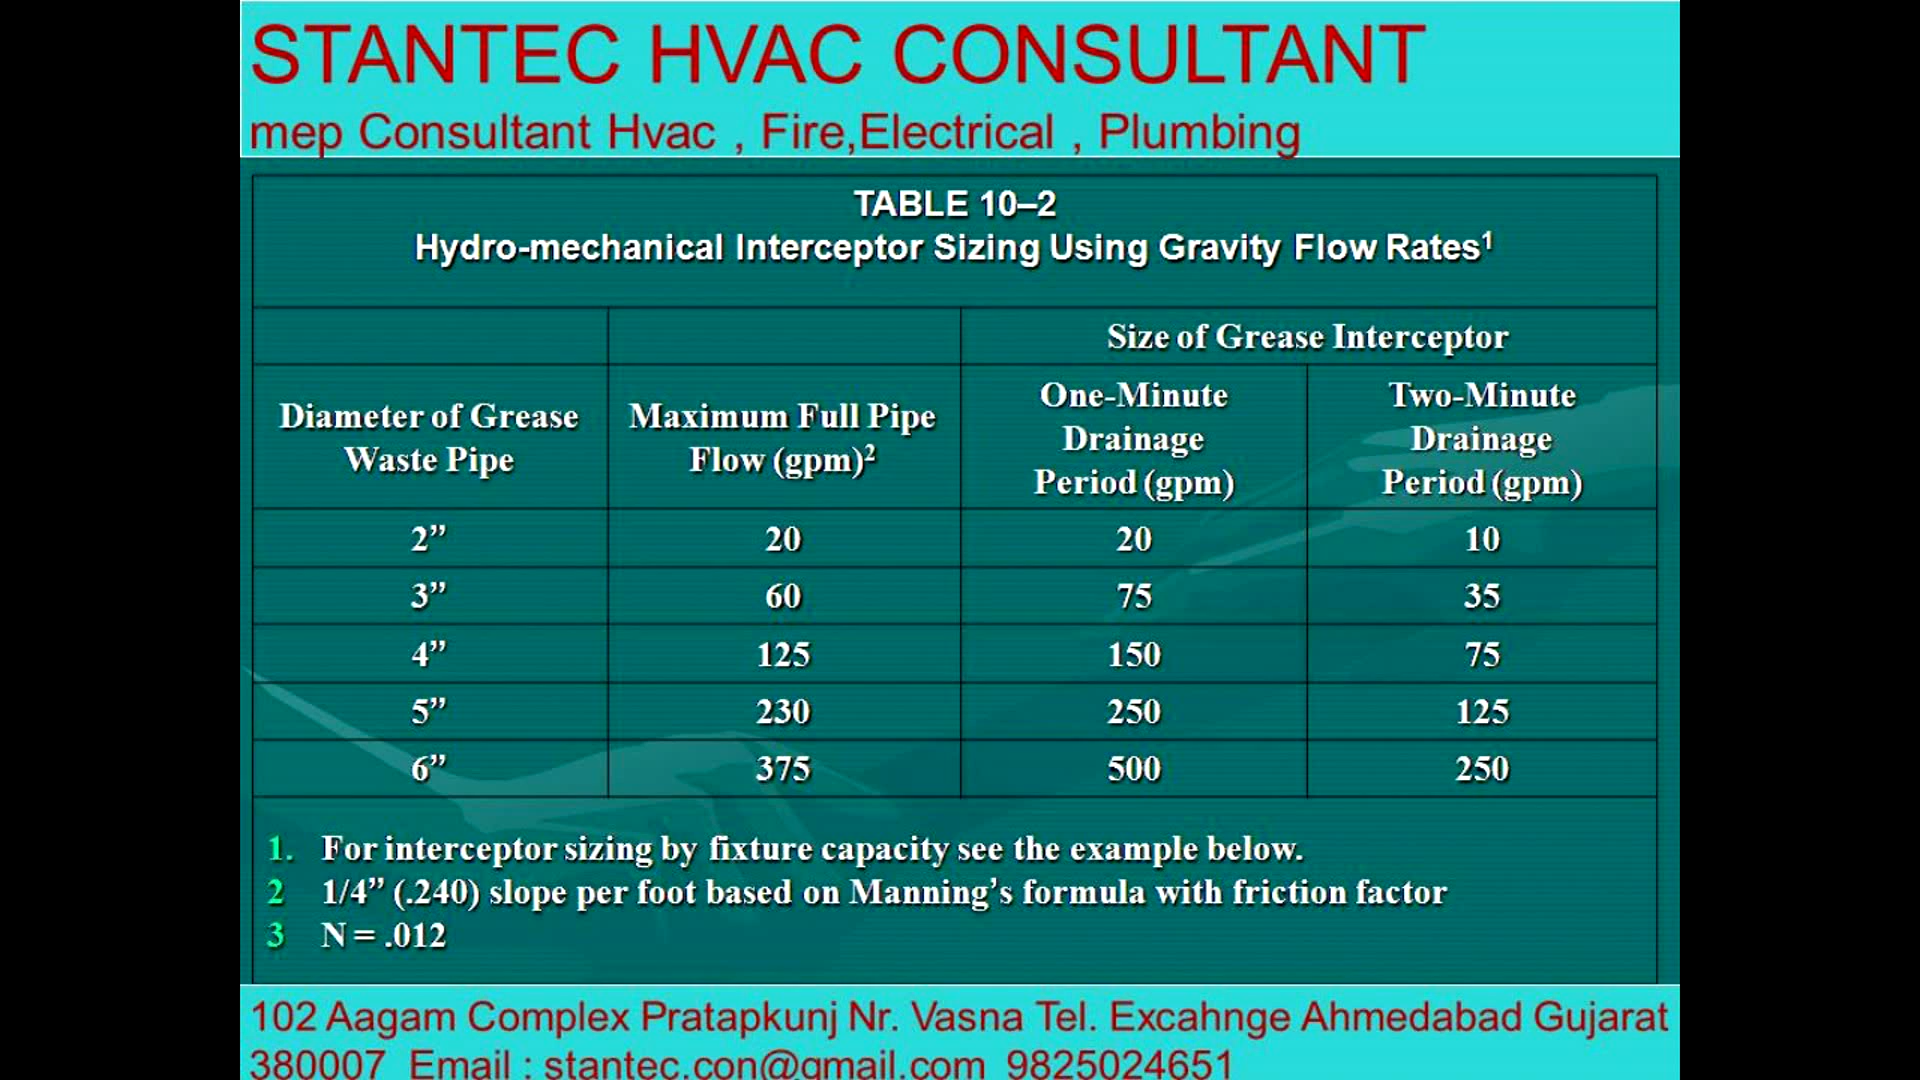 STANTEC HVAC CONSULTANT
mep Consultant Hvac , Fire,Electrical , Plumbing
TABLE 10–2
Hydro-mechanical Interceptor Sizing Using Gravity Flow Rates¹
Size of Grease Interceptor
Diameter of Grease
Waste Pipe
Maximum Full Pipe
Flow (gpm)²
One-Minute
Drainage
Period (gpm)
Two-Minute
Drainage
Period (gpm)
2” 20 20 10
3” 60 75 35
4” 125 150 75
5” 230 250 125
6” 375 500 250
1. For interceptor sizing by fixture capacity see the example below.
2 1/4” (.240) slope per foot based on Manning’s formula with friction factor
3 N = .012
102 Aagam Complex Pratapkunj Nr. Vasna Tel. Excahnge Ahmedabad Gujarat
380007 Email : stantec.con@gmail.com 9825024651